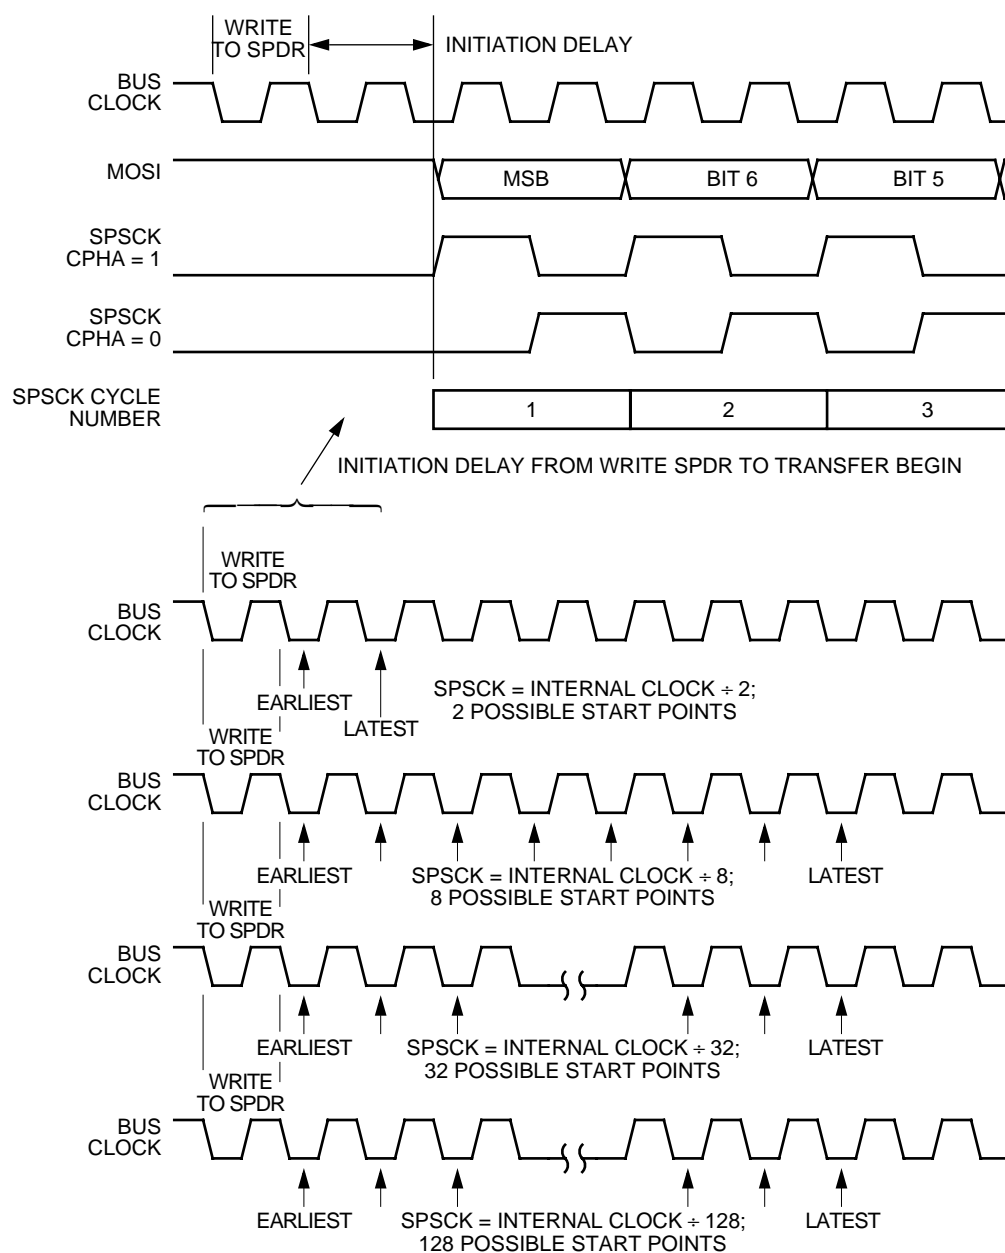 WRITE
TO SPDR
INITIATION DELAY
BUS
CLOCK
MOSI
MSB
BIT 6
BIT 5
SPSCK
CPHA = 1
SPSCK
CPHA = 0
SPSCK CYCLE
NUMBER
1
2
3
INITIATION DELAY FROM WRITE SPDR TO TRANSFER BEGIN
WRITE
TO SPDR
BUS
CLOCK
EARLIEST
LATEST
SPSCK = INTERNAL CLOCK ÷ 2;
2 POSSIBLE START POINTS
WRITE
TO SPDR
BUS
CLOCK
EARLIEST
SPSCK = INTERNAL CLOCK ÷ 8;
8 POSSIBLE START POINTS
LATEST
WRITE
TO SPDR
BUS
CLOCK
EARLIEST
SPSCK = INTERNAL CLOCK ÷ 32;
32 POSSIBLE START POINTS
LATEST
WRITE
TO SPDR
BUS
CLOCK
EARLIEST
SPSCK = INTERNAL CLOCK ÷ 128;
128 POSSIBLE START POINTS
LATEST